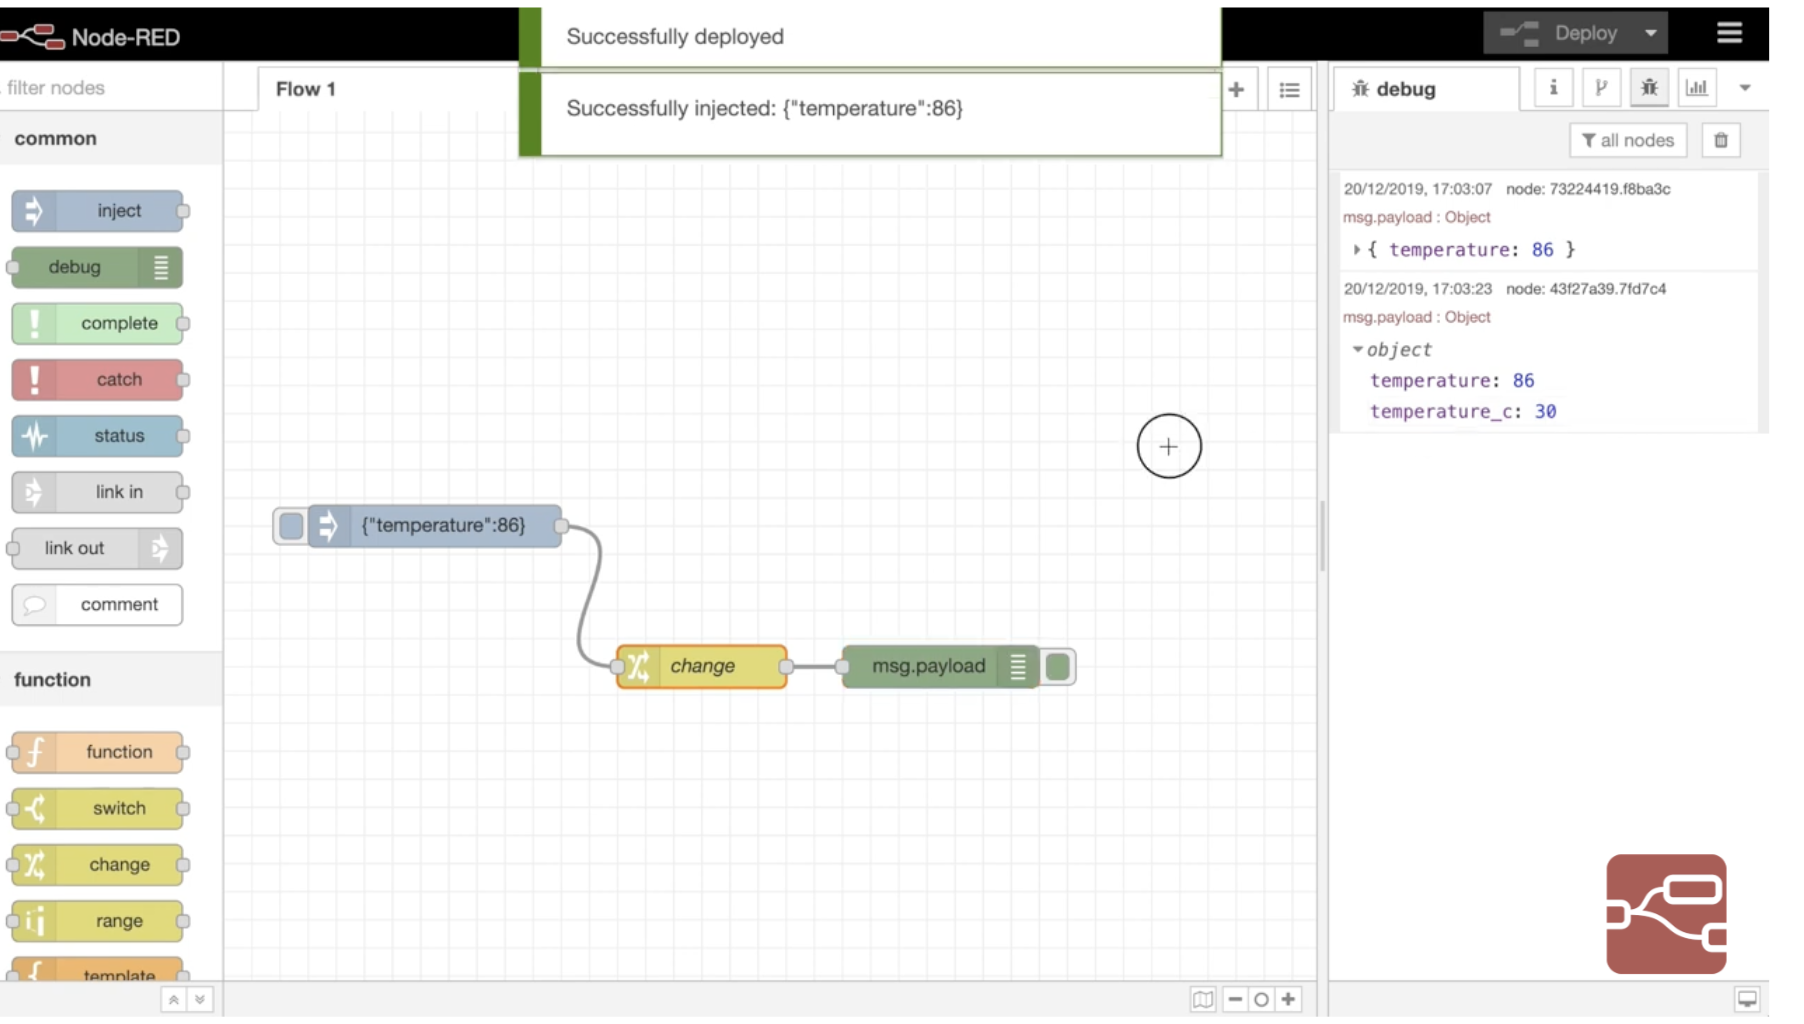 Node-RED
Successfully deployed
Deploy
filter nodes
Flow 1
Successfully injected: {"temperature":86}
debug
all nodes
common
inject
debug
complete
catch
status
link in
link out
comment
function
function
switch
change
range
template
{"temperature":86}
change
msg.payload
20/12/2019, 17:03:07 node: 73224419.f8ba3c
msg.payload : Object
{ temperature: 86 }
20/12/2019, 17:03:23 node: 43f27a39.7fd7c4
msg.payload : Object
object
temperature: 86
temperature_c: 30